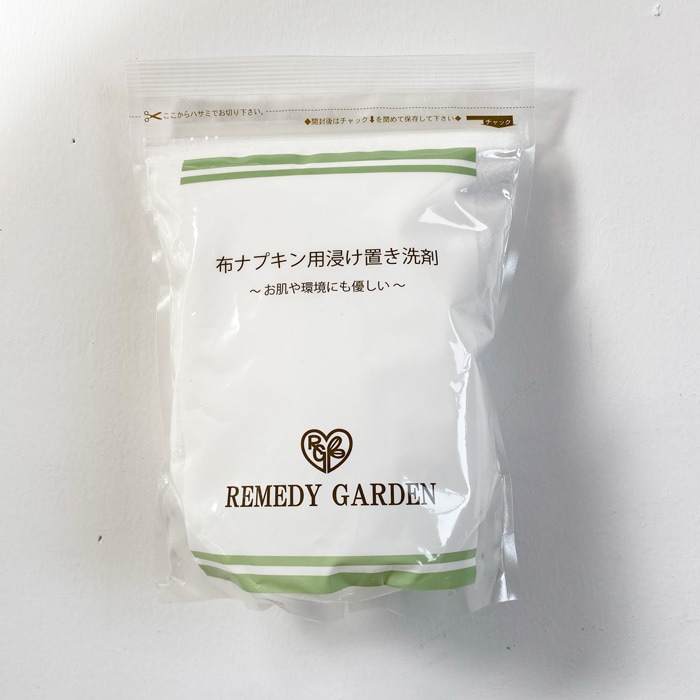 ここからハサミでお切り下さい。
◆開封後はチャック⬇を閉めて保存して下さい◆
チャック
布ナプキン用浸け置き洗剤
～お肌や環境にも優しい～
RG
REMEDY GARDEN